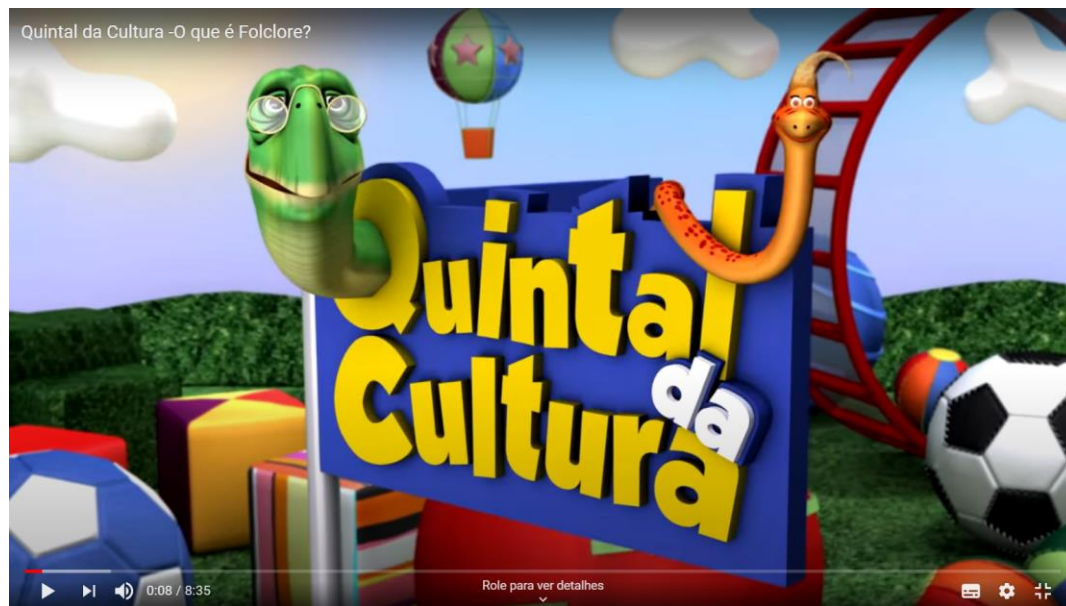 Quintal da Cultura -O que é Folclore?
Quintal
da
Cultura
0:08 / 8:35
Role para ver detalhes